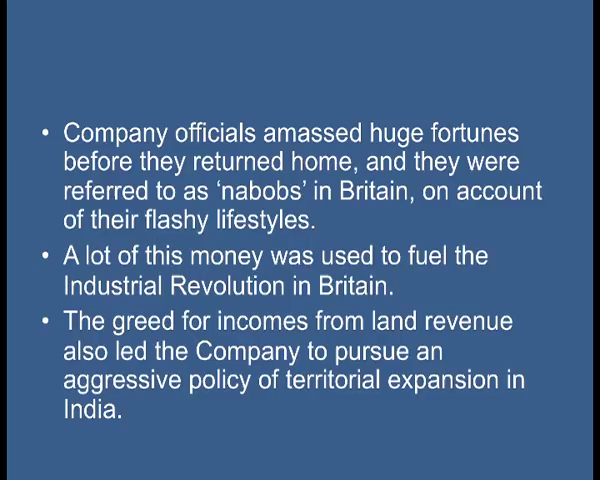 • Company officials amassed huge fortunes
before they returned home, and they were
referred to as ‘nabobs’ in Britain, on account
of their flashy lifestyles.
• A lot of this money was used to fuel the
Industrial Revolution in Britain.
• The greed for incomes from land revenue
also led the Company to pursue an
aggressive policy of territorial expansion in
India.